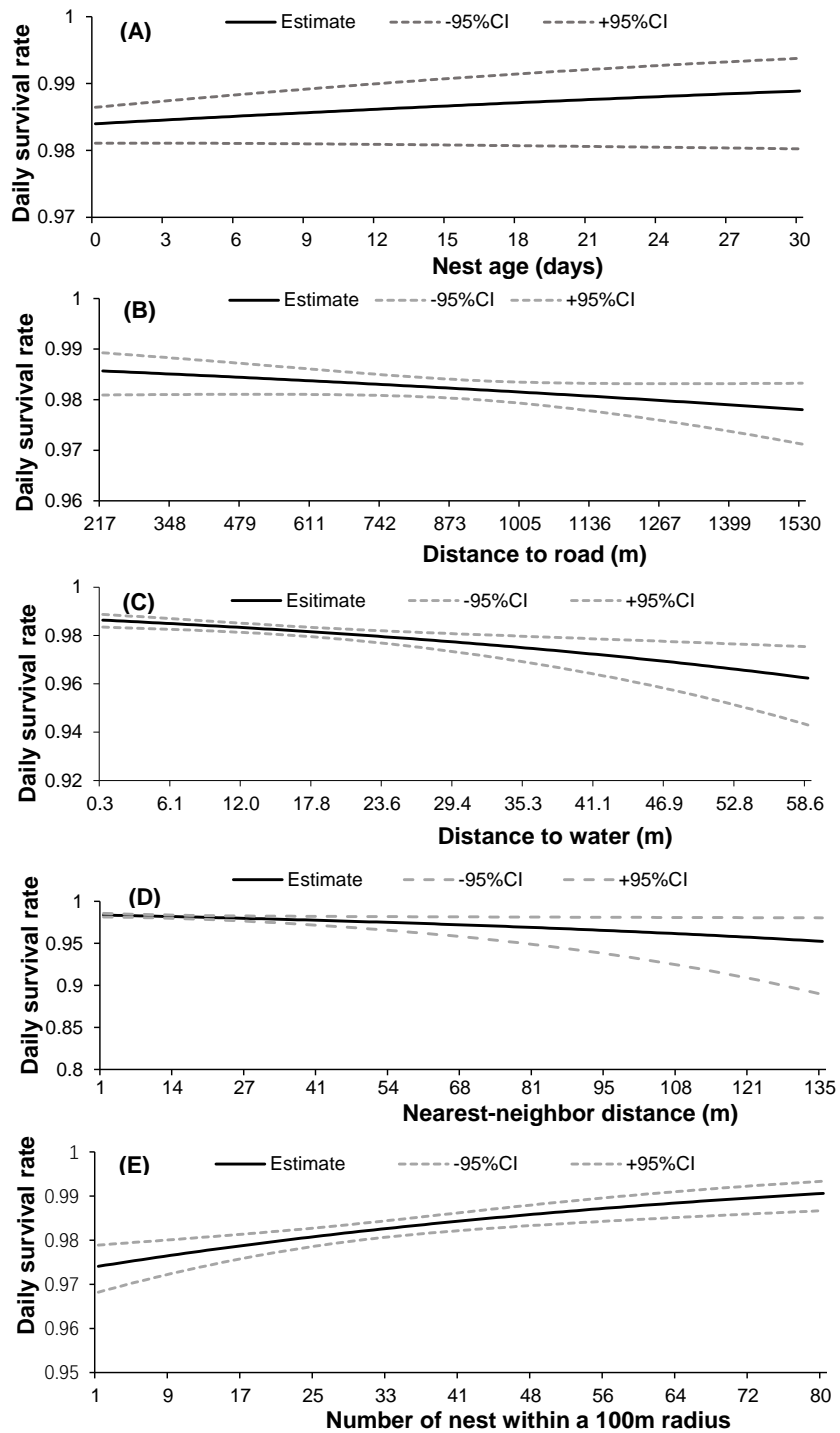 (A) Estimate -95%CI +95%CI
Daily survival rate
1
0.99
0.98
0.97
0 3 6 9 12 15 18 21 24 27 30
Nest age (days)
(B) Estimate -95%CI +95%CI
Daily survival rate
1
0.99
0.98
0.97
0.96
217 348 479 611 742 873 1005 1136 1267 1399 1530
Distance to road (m)
(C) Esitimate -95%CI +95%CI
Daily survival rate
1
0.98
0.96
0.94
0.92
0.3 6.1 12.0 17.8 23.6 29.4 35.3 41.1 46.9 52.8 58.6
Distance to water (m)
(D) Estimate -95%CI +95%CI
Daily survival rate
1
0.95
0.9
0.85
0.8
1 14 27 41 54 68 81 95 108 121 135
Nearest-neighbor distance (m)
(E) Estimate -95%CI +95%CI
Daily survival rate
1
0.99
0.98
0.97
0.96
0.95
1 9 17 25 33 41 48 56 64 72 80
Number of nest within a 100m radius